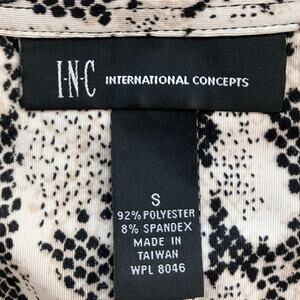 I·N·C INTERNATIONAL CONCEPTS
S
92% POLYESTER
8% SPANDEX
MADE IN
TAIWAN
WPL 8046